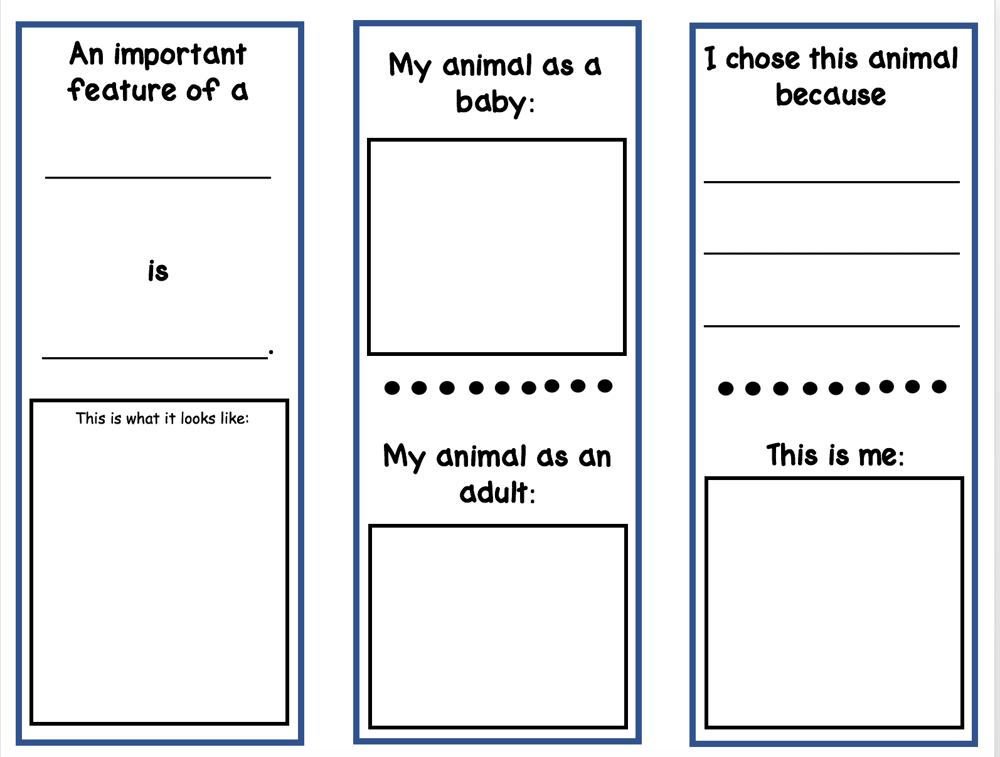 An important
feature of a
is
.
This is what it looks like:
My animal as a
baby:
My animal as an
adult:
I chose this animal
because
This is me: